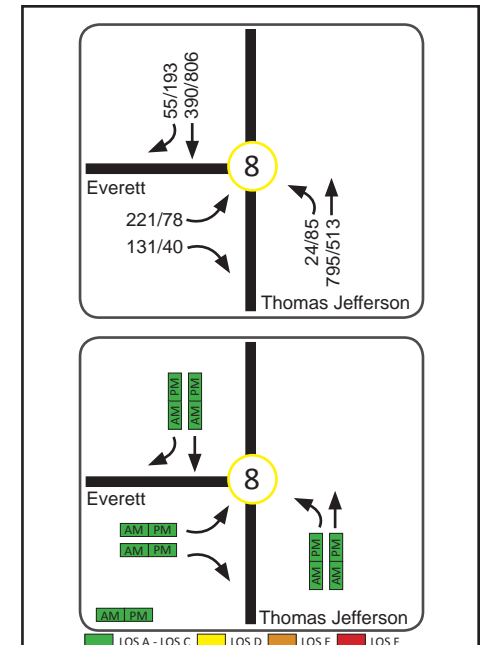 55/193
390/806
8
Everett
221/78
131/40
24/85
795/513
Thomas Jefferson
AM PM
AM PM
8
Everett
AM PM
AM PM
AM PM
AM PM
AM PM
Thomas Jefferson
LOS A - LOS C LOS D LOS E LOS F